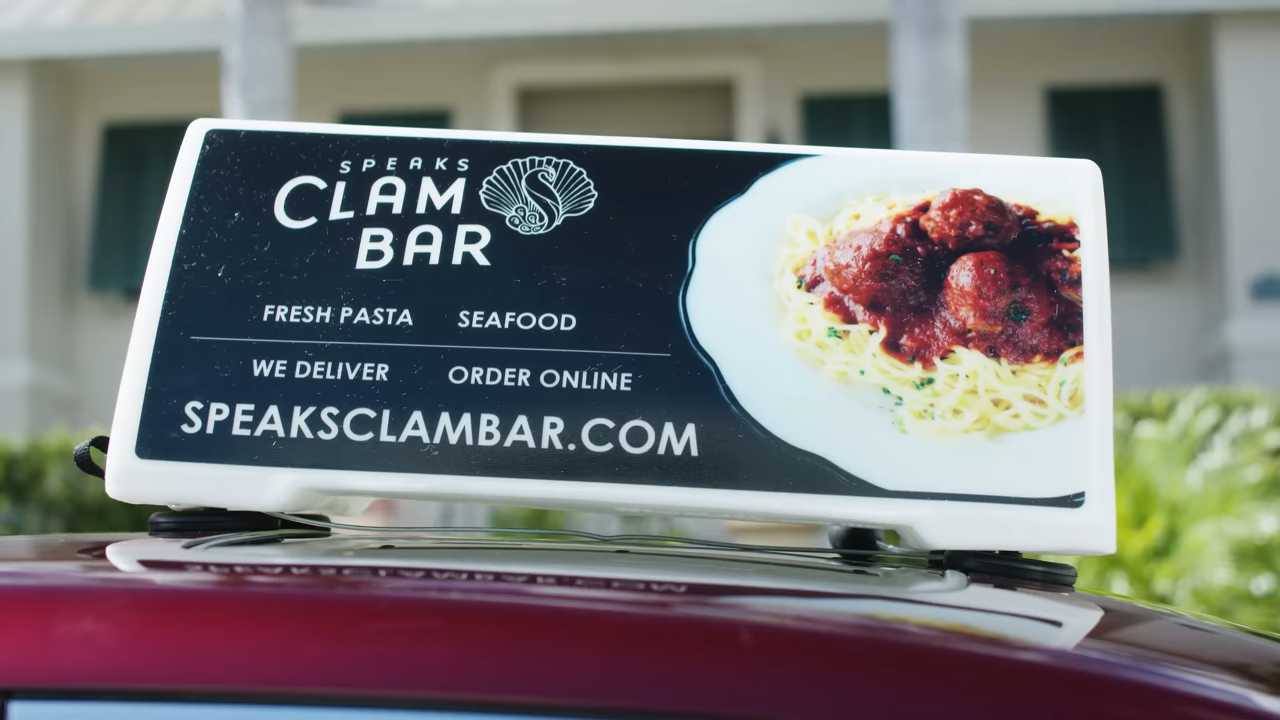 SPEAKS
CLAM
BAR
FRESH PASTA SEAFOOD
WE DELIVER ORDER ONLINE
SPEAKSCLAMBAR.COM